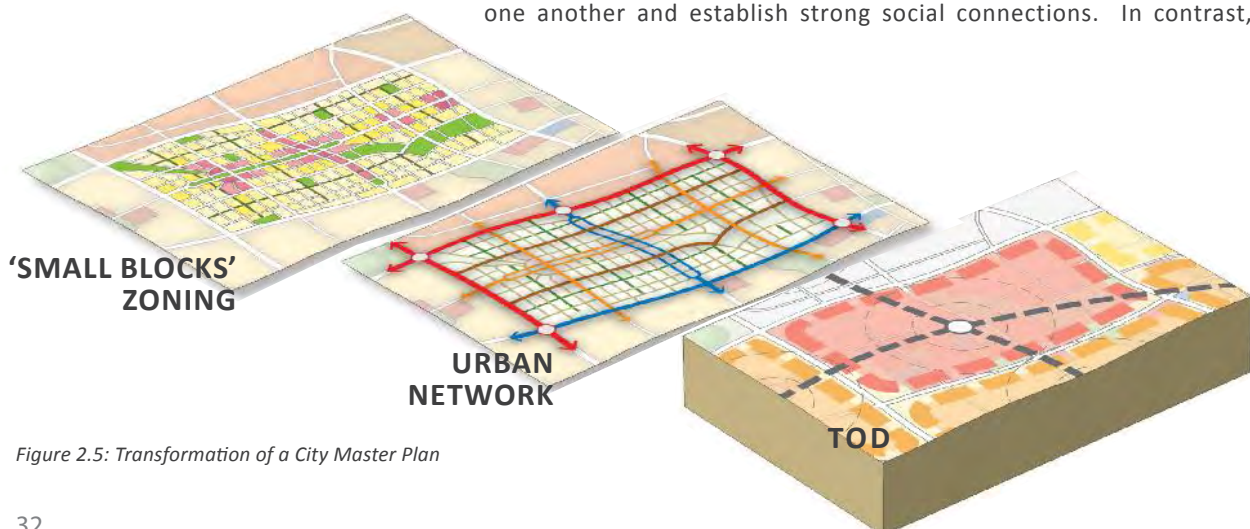 one another and establish strong social connections. In contrast,
‘SMALL BLOCKS’
ZONING
URBAN
NETWORK
TOD
Figure 2.5: Transformation of a City Master Plan
32